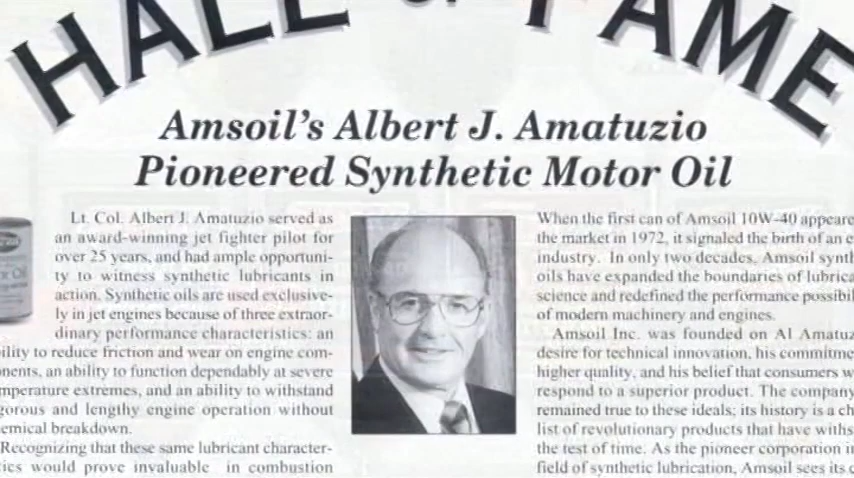 HALL of FAME
Amsoil's Albert J. Amatuzio
Pioneered Synthetic Motor Oil
Lt. Col. Albert J. Amatuzio served as
an award-winning jet fighter pilot for
over 25 years, and had ample opportuni-
ty to witness synthetic lubricants in
action. Synthetic oils are used exclusive-
ly in jet engines because of three extraor-
dinary performance characteristics: an
ility to reduce friction and wear on engine com-
onents, an ability to function dependably at severe
mperature extremes, and an ability to withstand
gorous and lengthy engine operation without
emical breakdown.
Recognizing that these same lubricant character-
ics would prove invaluable in combustion
When the first can of Amsoil 10W-40 appeare
the market in 1972, it signaled the birth of an e
industry. In only two decades, Amsoil synth
oils have expanded the boundaries of lubrica
science and redefined the performance possibil
of modern machinery and engines.
Amsoil Inc. was founded on Al Amatuz
desire for technical innovation, his commitme
higher quality, and his belief that consumers w
respond to a superior product. The company
remained true to these ideals; its history is a ch
list of revolutionary products that have withs
the test of time. As the pioneer corporation in
field of synthetic lubrication, Amsoil sees its c